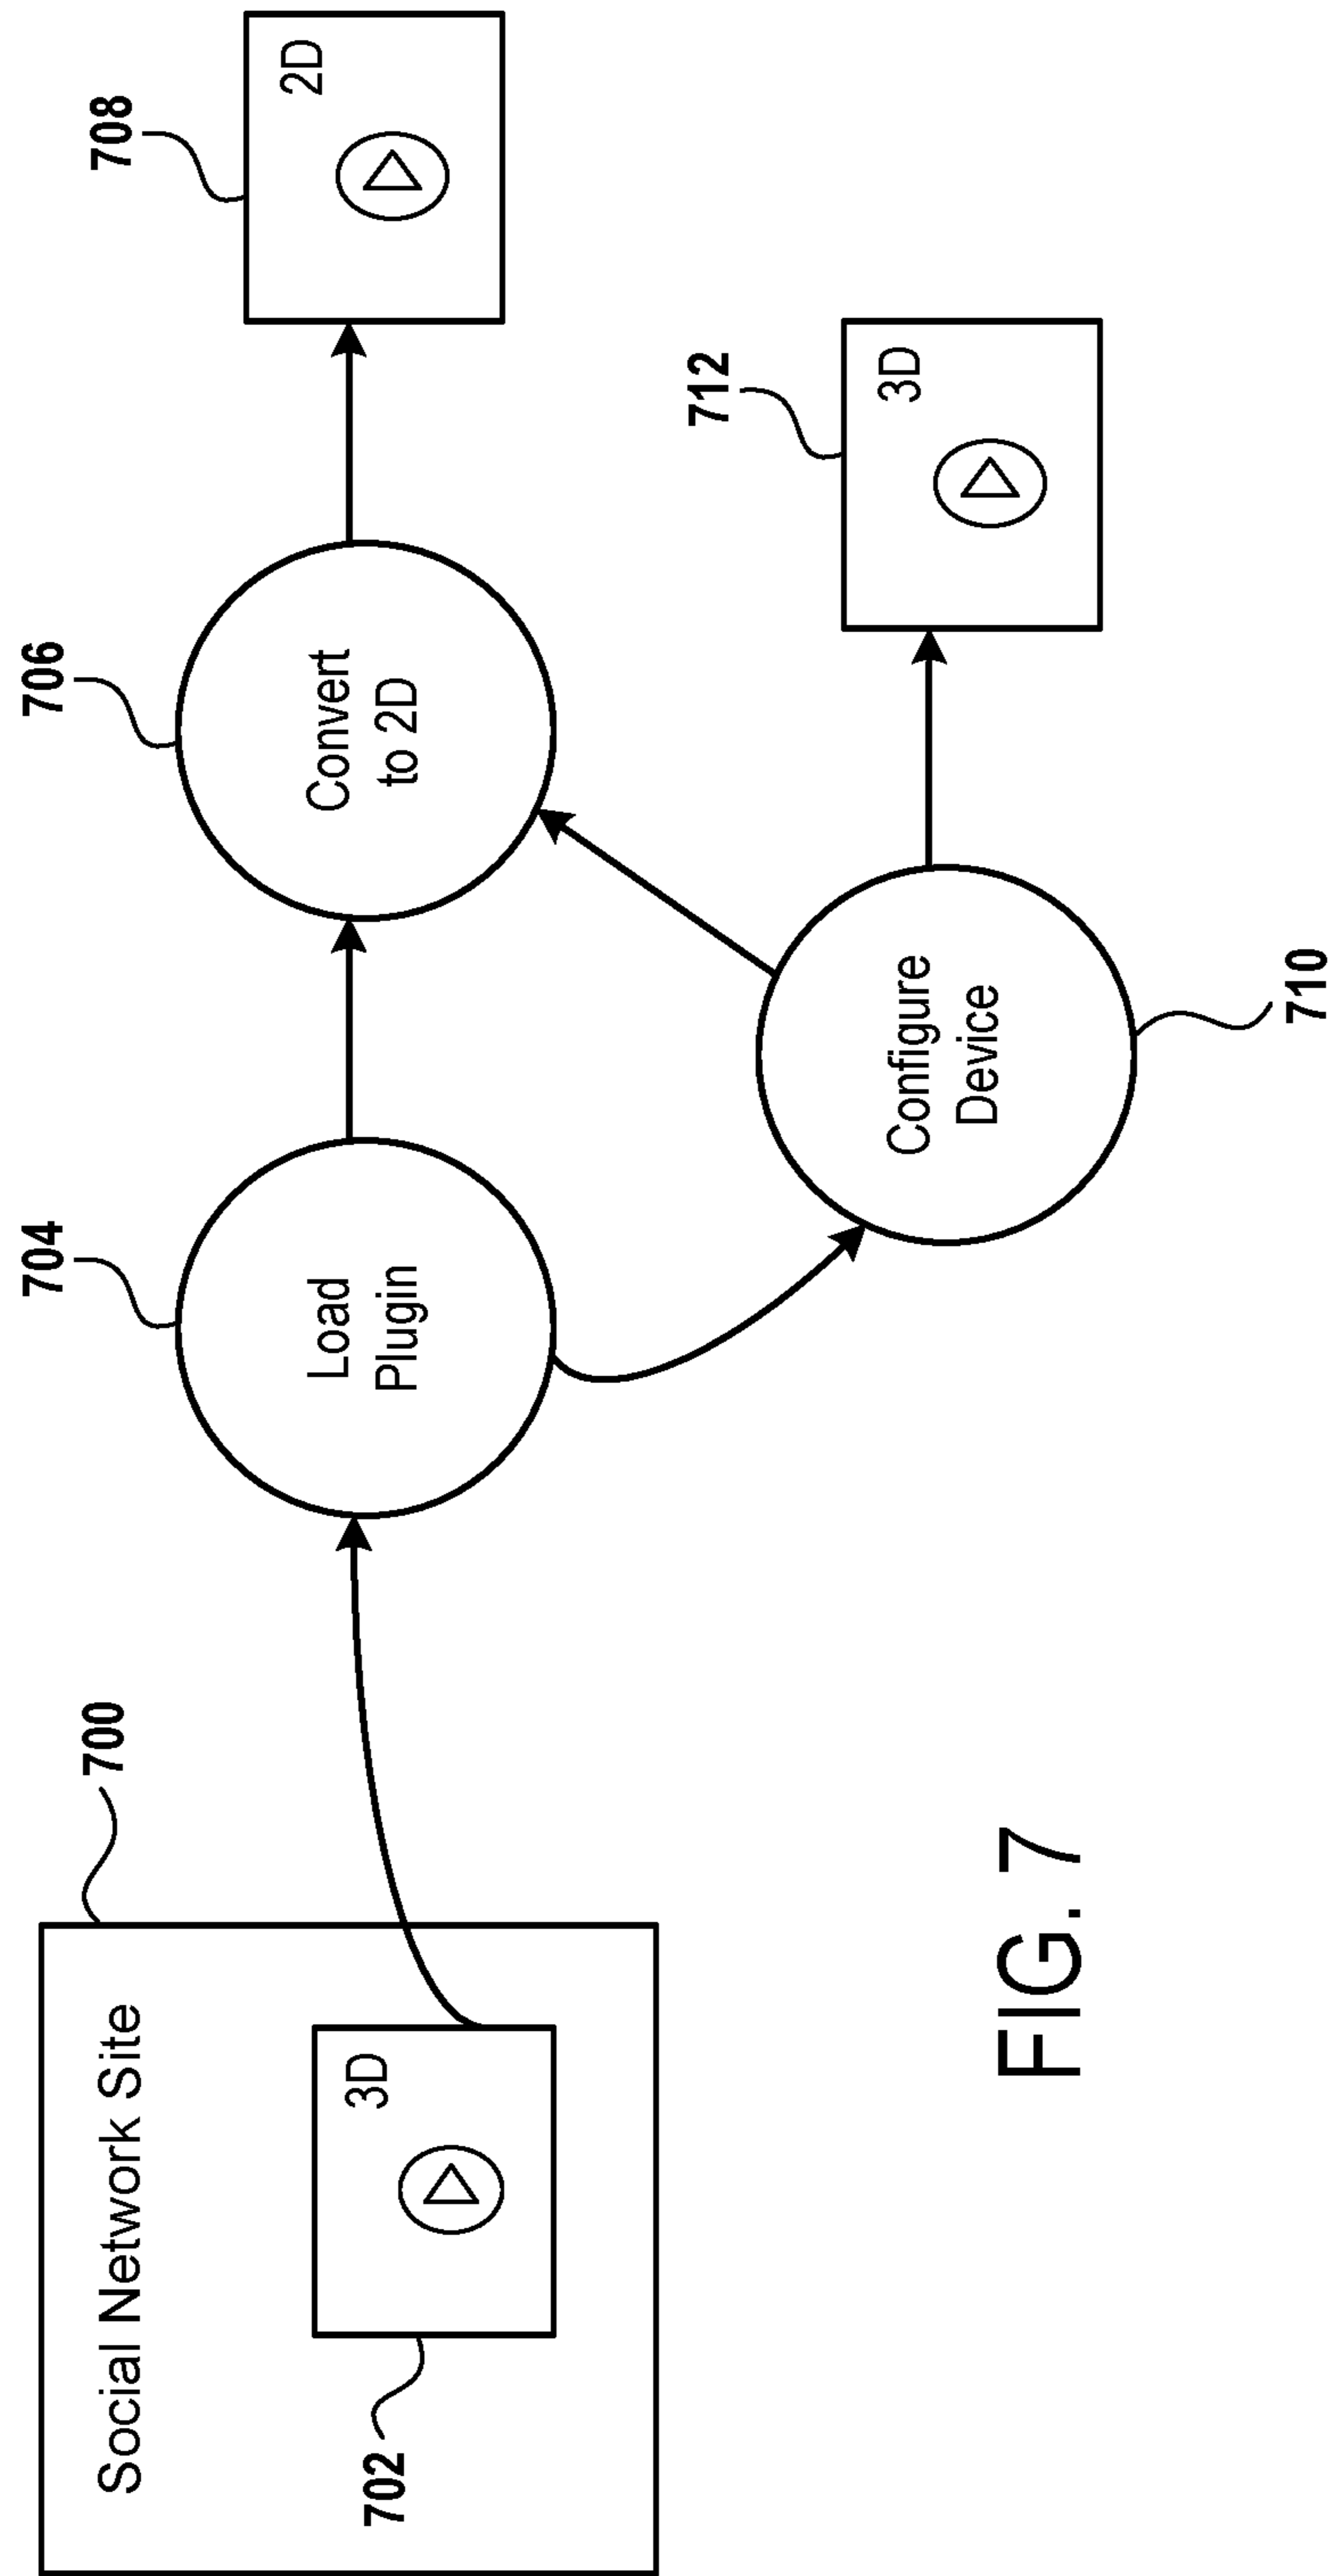 Social Network Site
700
3D
702
704
Load
Plugin
706
Convert
to 2D
708
2D
Configure
Device
710
712
3D
FIG. 7